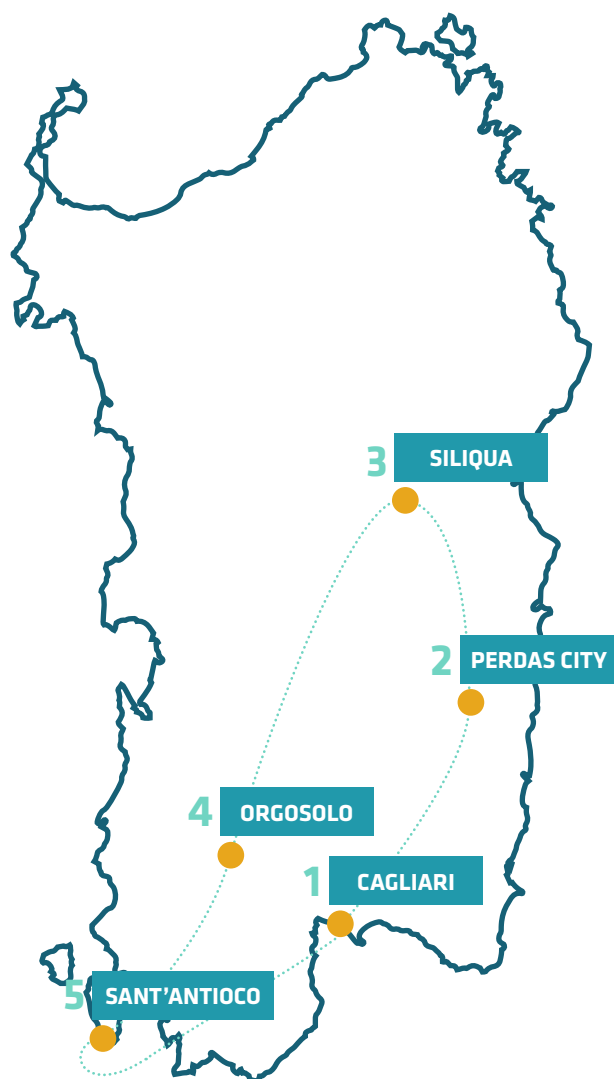 3 SILIQUA
2 PERDAS CITY
4 ORGOSOLO
1 CAGLIARI
5 SANT'ANTIOCO